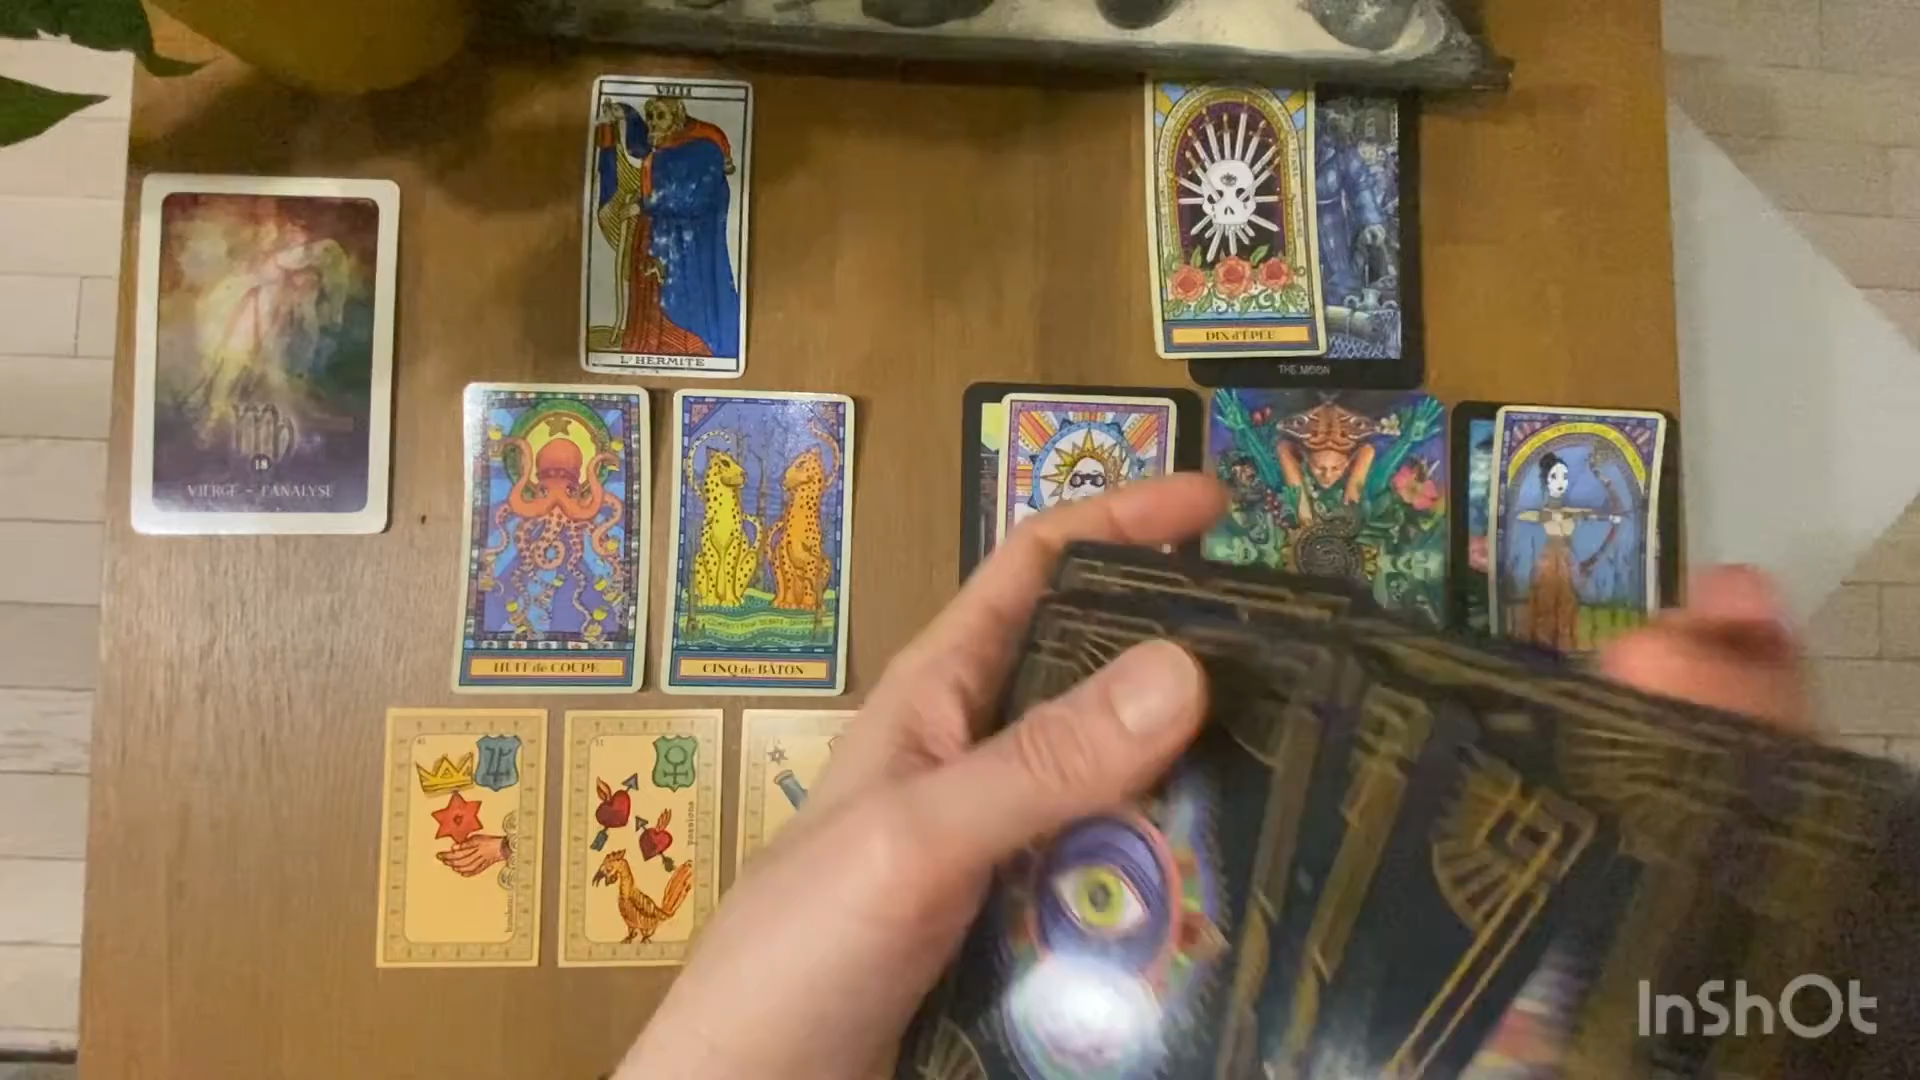 VIIII
L'HERMITE
DIX d'ÉPÉE
THE MOON
18
VIERGE - L'ANALYSE
HUIT de COUPE
CINQ de BÂTON
passions
InShOt